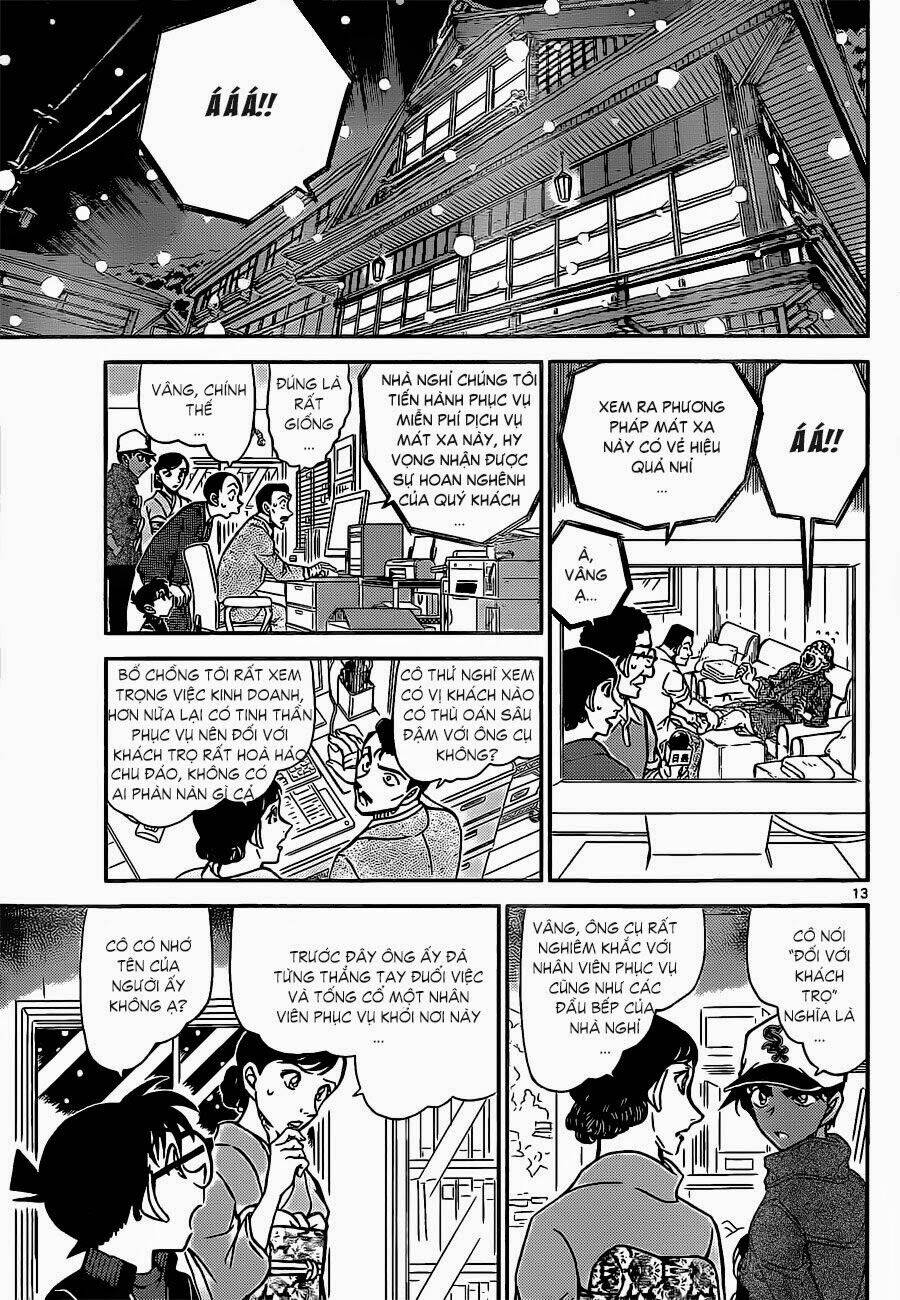 ÁÁÁ!!
ÁÁ!!
XEM RA PHƯƠNG
PHÁP MÁT XA
NÀY CÓ VẺ HIỆU
QUẢ NHỈ
...
À,
VÂNG
Ạ...
日長
NHÀ NGHỈ CHÚNG TÔI
TIẾN HÀNH PHỤC VỤ
MIỄN PHÍ DỊCH VỤ
MÁT XA NÀY, HY
VỌNG NHẬN ĐƯỢC
SỰ HOAN NGHÊNH
CỦA QUÝ KHÁCH
...
ĐÚNG LÀ
RẤT
GIỐNG
...
VÂNG, CHÍNH
THẾ
...
CÔ THỬ NGHĨ XEM
CÓ VỊ KHÁCH NÀO
CÓ THÙ OÁN SÂU
ĐẬM VỚI ÔNG CỤ
KHÔNG?
BỐ CHỒNG TÔI RẤT XEM
TRỌNG VIỆC KINH DOANH,
HƠN NỮA LẠI CÓ TINH THẦN
PHỤC VỤ NÊN ĐỐI VỚI
KHÁCH TRỌ RẤT HOÀ HẢO
CHU ĐÁO, KHÔNG CÓ
AI PHÀN NÀN GÌ CẢ
13
CÔ NÓI
"ĐỐI VỚI
KHÁCH
TRỌ"
NGHĨA LÀ
...
VÂNG, ÔNG CỤ RẤT
NGHIÊM KHẮC VỚI
NHÂN VIÊN PHỤC VỤ
CŨNG NHƯ CÁC
ĐẦU BẾP CỦA
NHÀ NGHỈ
...
TRƯỚC ĐÂY ÔNG ẤY ĐÃ
TỪNG THẲNG TAY ĐUỔI VIỆC
VÀ TỐNG CỔ MỘT NHÂN
VIÊN PHỤC VỤ KHỎI NƠI NÀY
...
CÔ CÓ NHỚ
TÊN CỦA
NGƯỜI ẤY
KHÔNG Ạ?